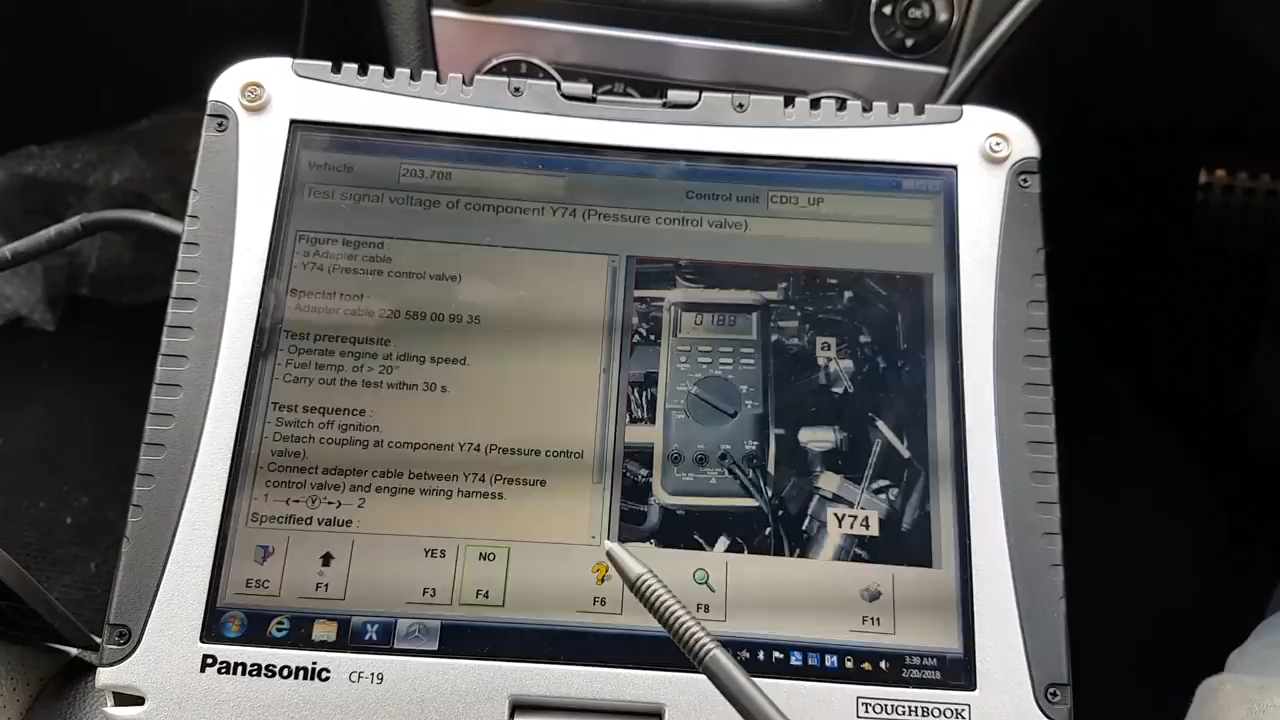 Vehicle 203.708
Control unit CDI3_UP
Test signal voltage of component Y74 (Pressure control valve).
Figure legend :
- a Adapter cable
- Y74 (Pressure control valve)
Special tool :
- Adapter cable 220 589 00 99 35
Test prerequisite
- Operate engine at idling speed.
- Fuel temp. of > 20°
- Carry out the test within 30 s.
Test sequence :
- Switch off ignition.
- Detach coupling at component Y74 (Pressure control
valve).
- Connect adapter cable between Y74 (Pressure
control valve) and engine wiring harness.
- 1 V 2
Specified value :
0188
a
Y74
ESC
F1
YES
F3
NO
F4
F6
F8
F11
3:39 AM
2/20/2018
Panasonic CF-19
TOUGHBOOK
OK